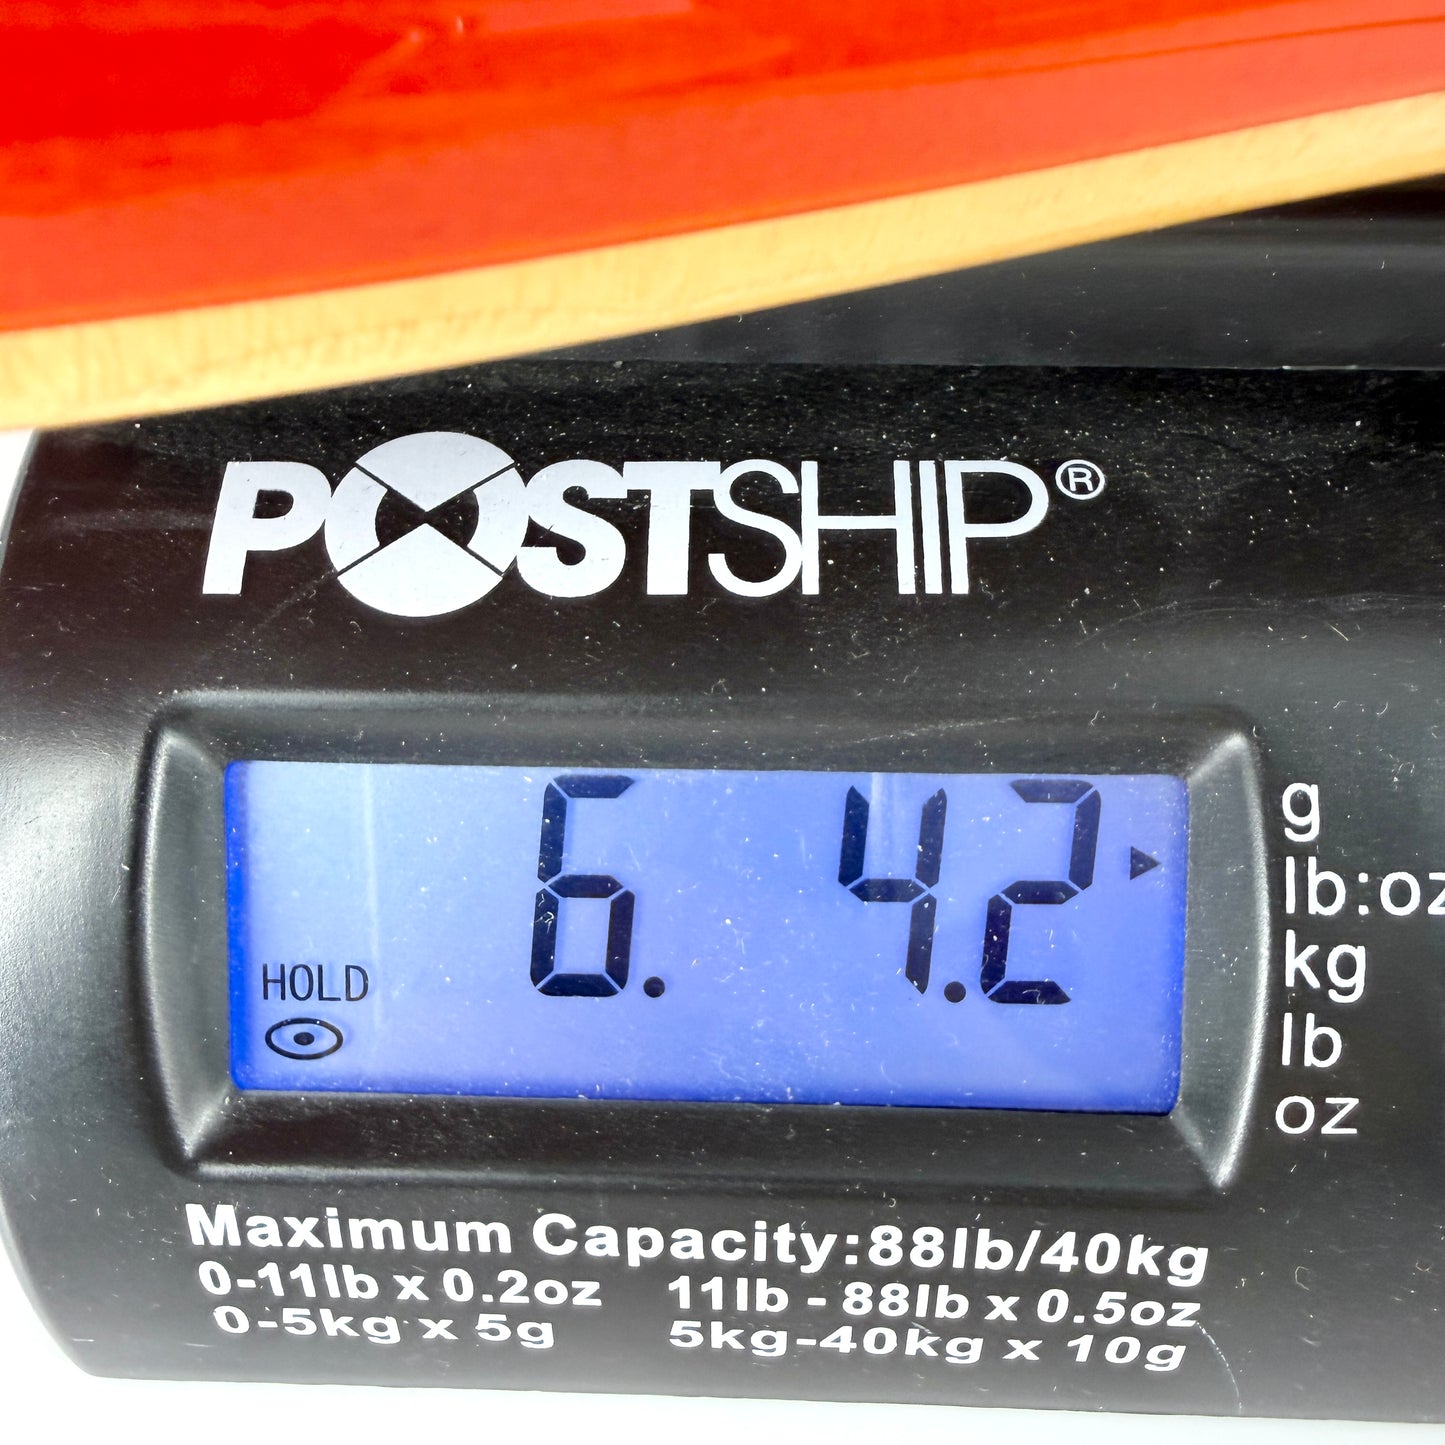 POSTSHIP®
6. 4.2
HOLD
g
lb:oz
kg
lb
oz
Maximum Capacity:88lb/40kg
0-11lb x 0.2oz 11lb - 88lb x 0.5oz
0-5kg x 5g 5kg-40kg x 10g